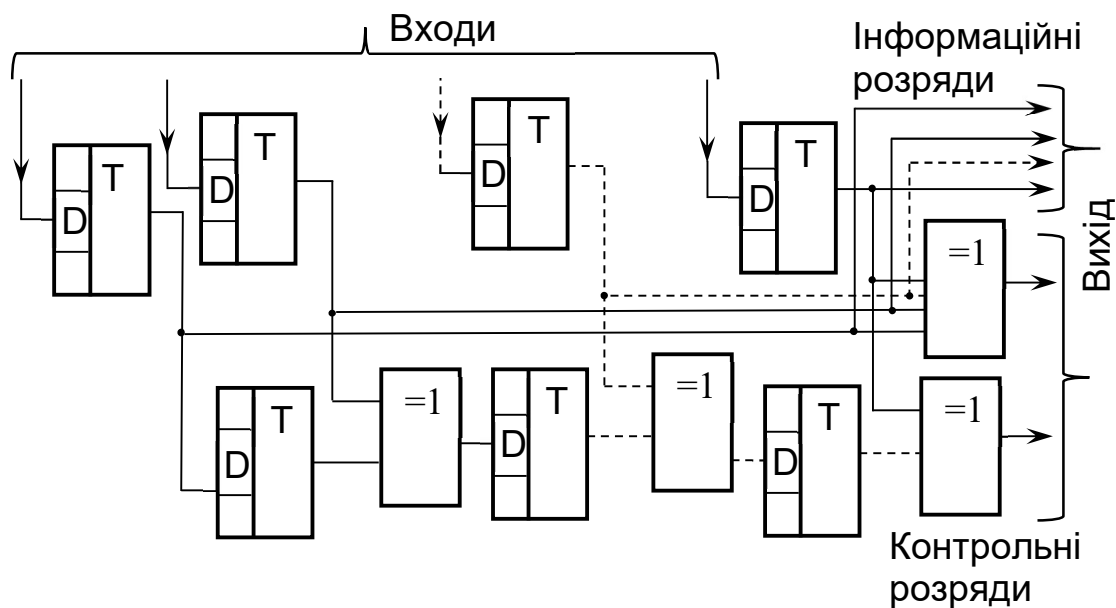 Входи
Інформаційні
розряди
T
D
T
D
T
D
T
D
=1
Вихід
T
D
=1
T
D
=1
T
D
=1
Контрольні
розряди